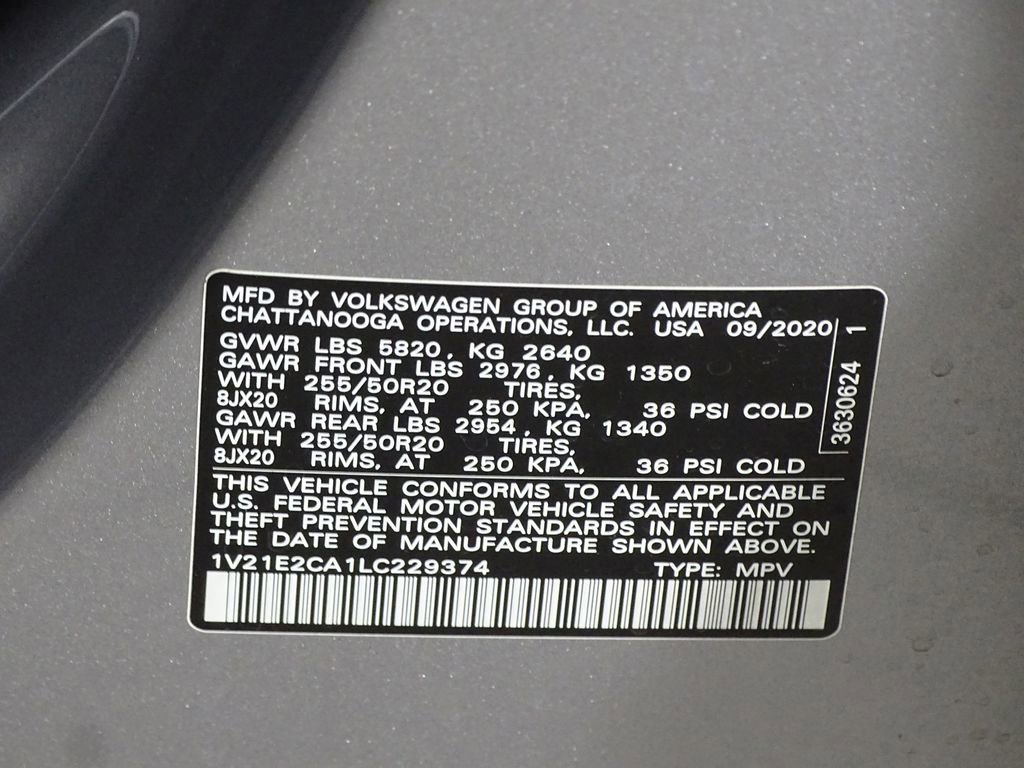 MFD BY VOLKSWAGEN GROUP OF AMERICA
CHATTANOOGA OPERATIONS, LLC. USA 09/2020
GVWR LBS 5820, KG 2640
GAWR FRONT LBS 2976, KG 1350
WITH 255/50R20 TIRES,
8JX20 RIMS, AT 250 KPA, 36 PSI COLD
GAWR REAR LBS 2954, KG 1340
WITH 255/50R20 TIRES,
8JX20 RIMS, AT 250 KPA, 36 PSI COLD
3630624 1
THIS VEHICLE CONFORMS TO ALL APPLICABLE
U.S. FEDERAL MOTOR VEHICLE SAFETY AND
THEFT PREVENTION STANDARDS IN EFFECT ON
THE DATE OF MANUFACTURE SHOWN ABOVE.
1V21E2CA1LC229374 TYPE: MPV